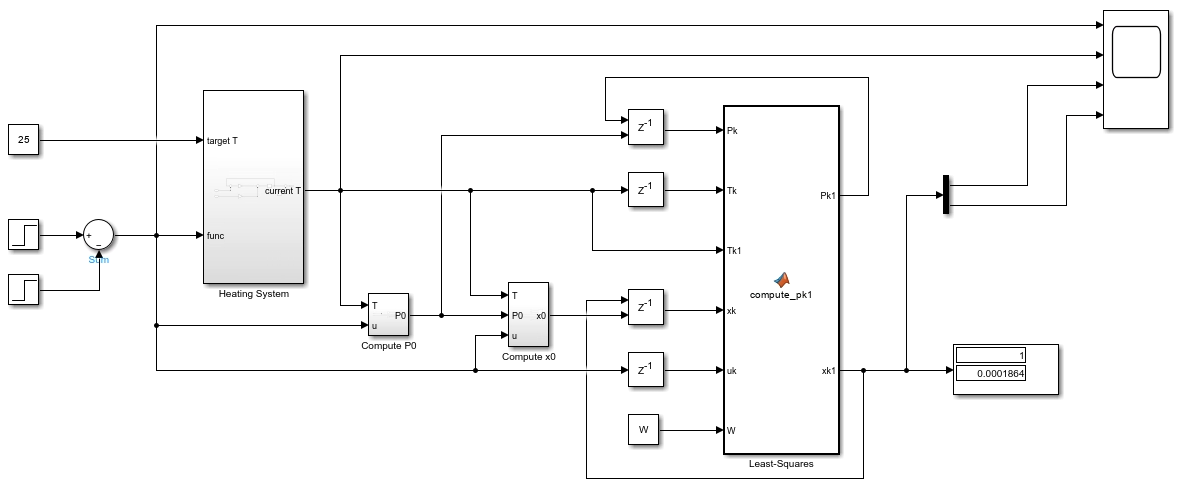 25
target T
current T
func
Heating System
+
−
Sum
T
u
P0
Compute P0
T
P0
u
x0
Compute x0
Z-1
Z-1
Z-1
Z-1
W
Pk
Tk
Tk1
xk
uk
W
Pk1
xk1
compute_pk1
Least-Squares
1
0.0001864